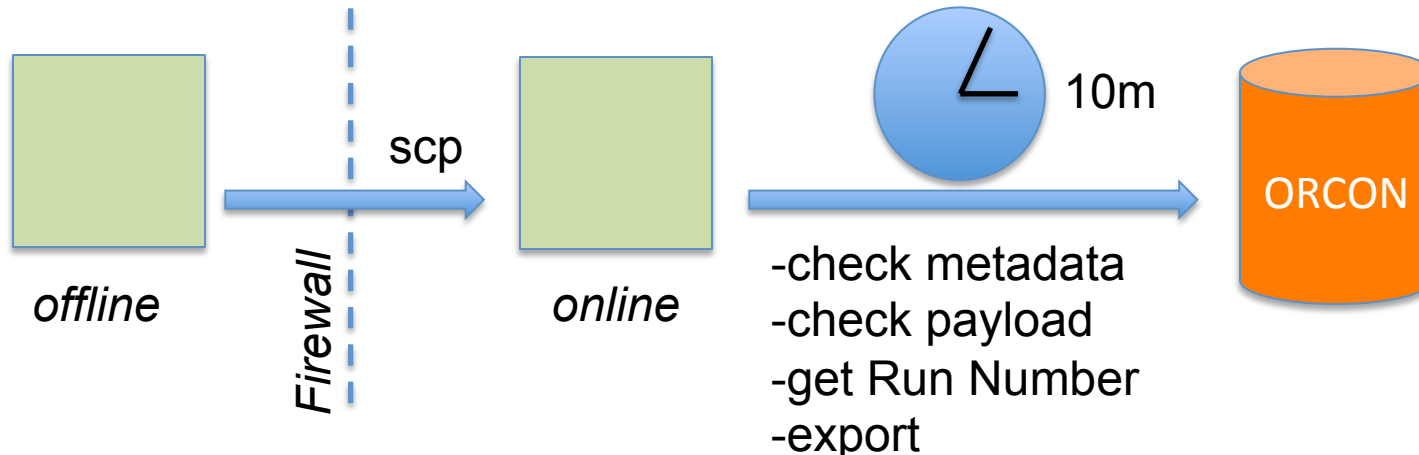 offline
Firewall
scp
online
10m
-check metadata
-check payload
-get Run Number
-export
ORCON